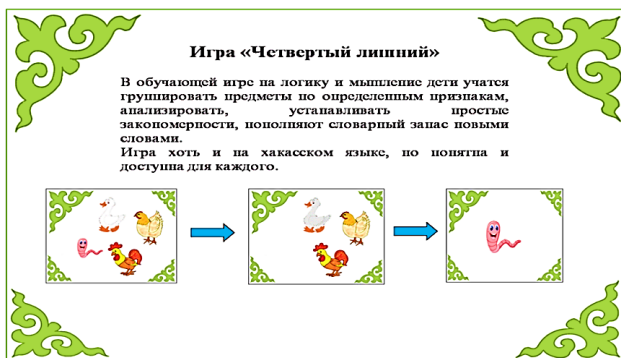 Игра «Четвертый лишний»
В обучающей игре на логику и мышление дети учатся
группировать предметы по определенным признакам,
анализировать, устанавливать простые
закономерности, пополняют словарный запас новыми
словами.
Игра хоть и на хакасском языке, но понятна и
доступна для каждого.